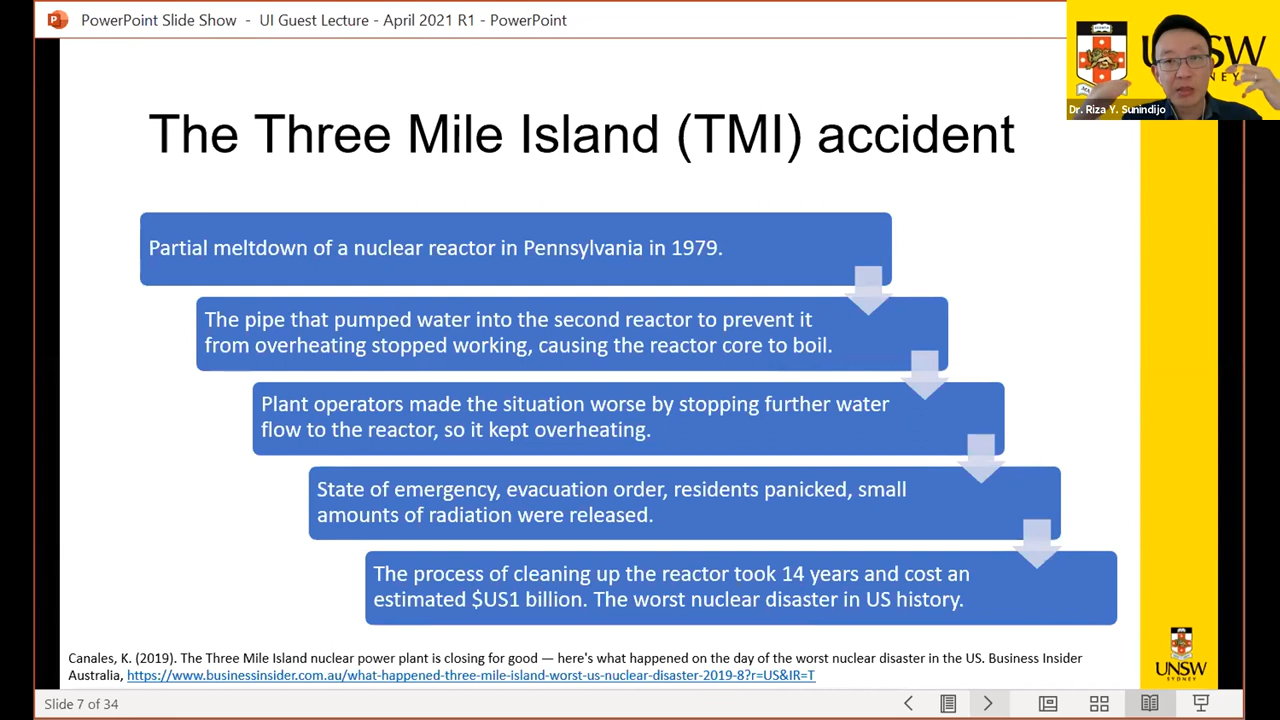 PowerPoint Slide Show - UI Guest Lecture - April 2021 R1 - PowerPoint
UNSW
Dr. Riza Y. Sunindijo
The Three Mile Island (TMI) accident
Partial meltdown of a nuclear reactor in Pennsylvania in 1979.
The pipe that pumped water into the second reactor to prevent it
from overheating stopped working, causing the reactor core to boil.
Plant operators made the situation worse by stopping further water
flow to the reactor, so it kept overheating.
State of emergency, evacuation order, residents panicked, small
amounts of radiation were released.
The process of cleaning up the reactor took 14 years and cost an
estimated $US1 billion. The worst nuclear disaster in US history.
Canales, K. (2019). The Three Mile Island nuclear power plant is closing for good — here's what happened on the day of the worst nuclear disaster in the US. Business Insider
Australia, https://www.businessinsider.com.au/what-happened-three-mile-island-worst-us-nuclear-disaster-2019-8?r=US&IR=T
UNSW
SYDNEY
Slide 7 of 34